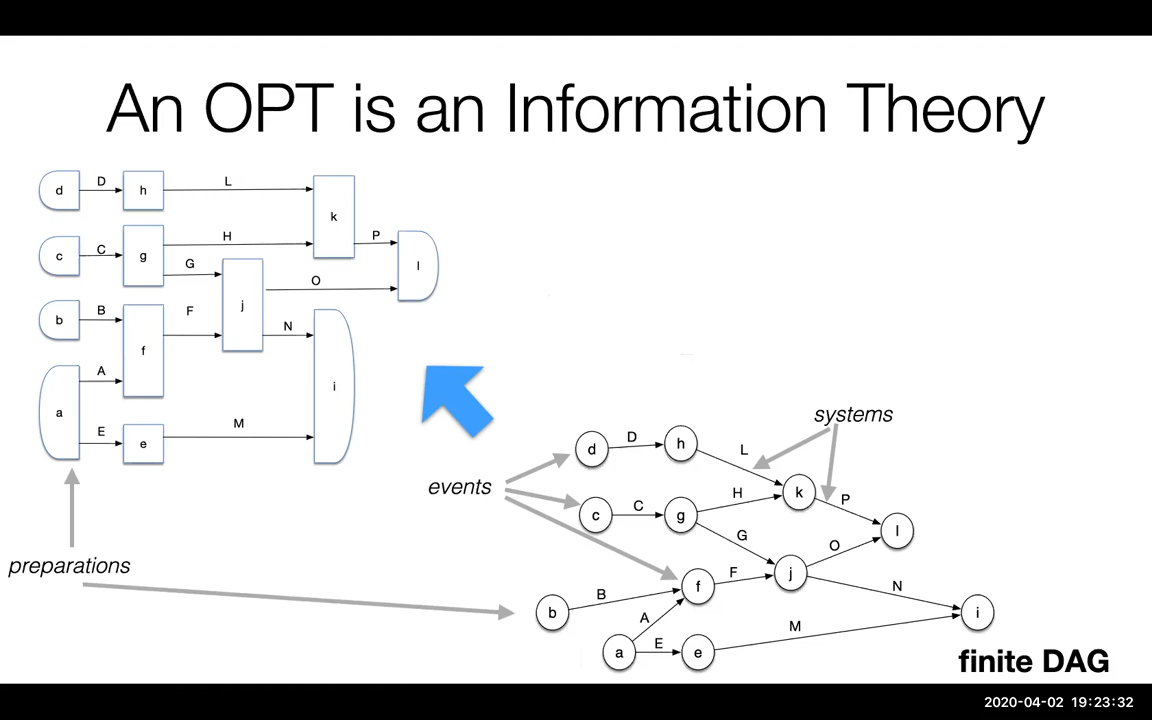 An OPT is an Information Theory
d D h L k
c C g H P l
G j O
b B F N
f i
A
a E e M
systems
events
preparations
d D h L
c C g H k P
G O l
b B f F j N
A M i
a E e
finite DAG
2020-04-02 19:23:32